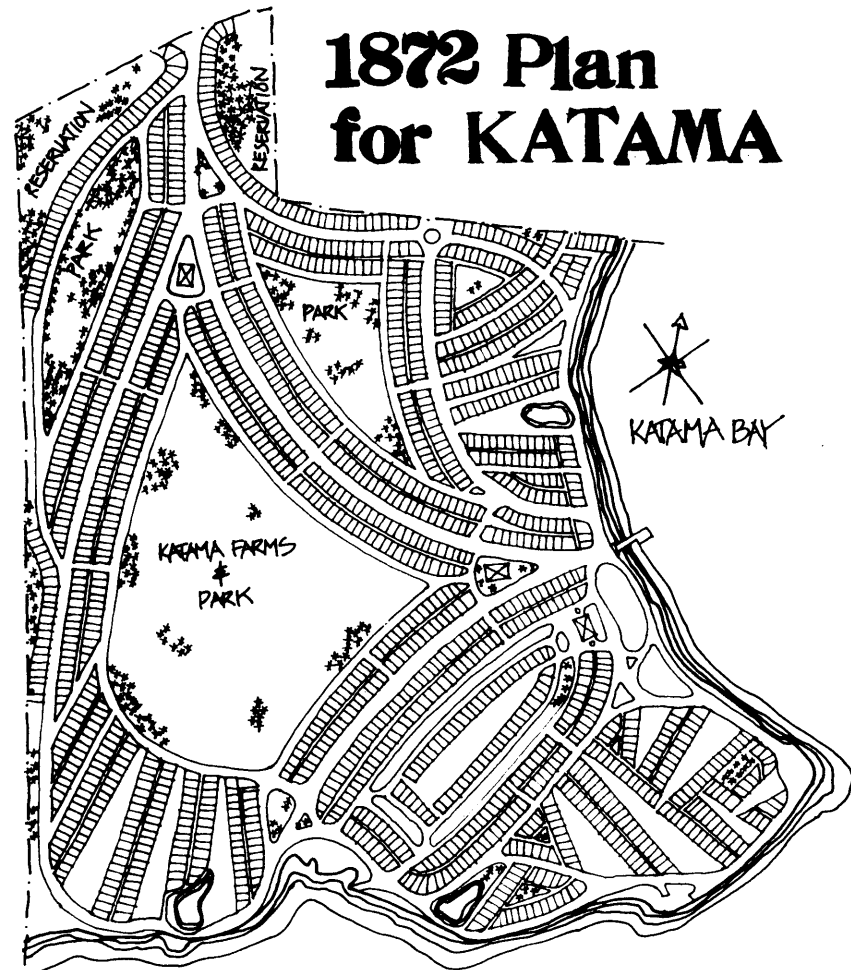 1872 Plan
for KATAMA
RESERVATION
RESERVATION
PARK
PARK
KATAMA BAY
KATAMA FARMS
&
PARK